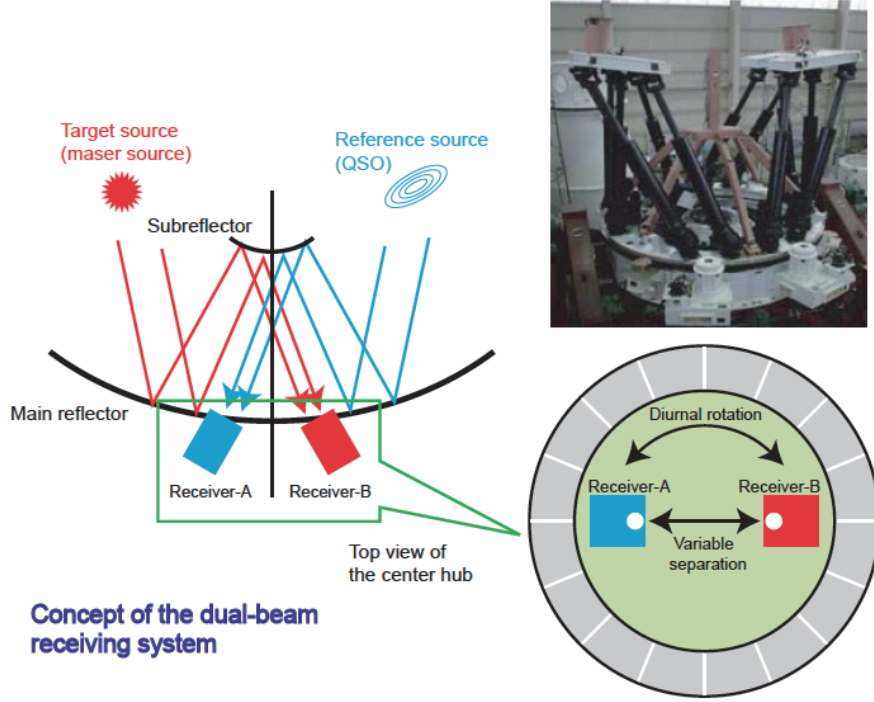 Target source
(maser source)
Reference source
(QSO)
Subreflector
Main reflector
Receiver-A
Receiver-B
Top view of
the center hub
Concept of the dual-beam
receiving system
Diurnal rotation
Receiver-A
Receiver-B
Variable
separation